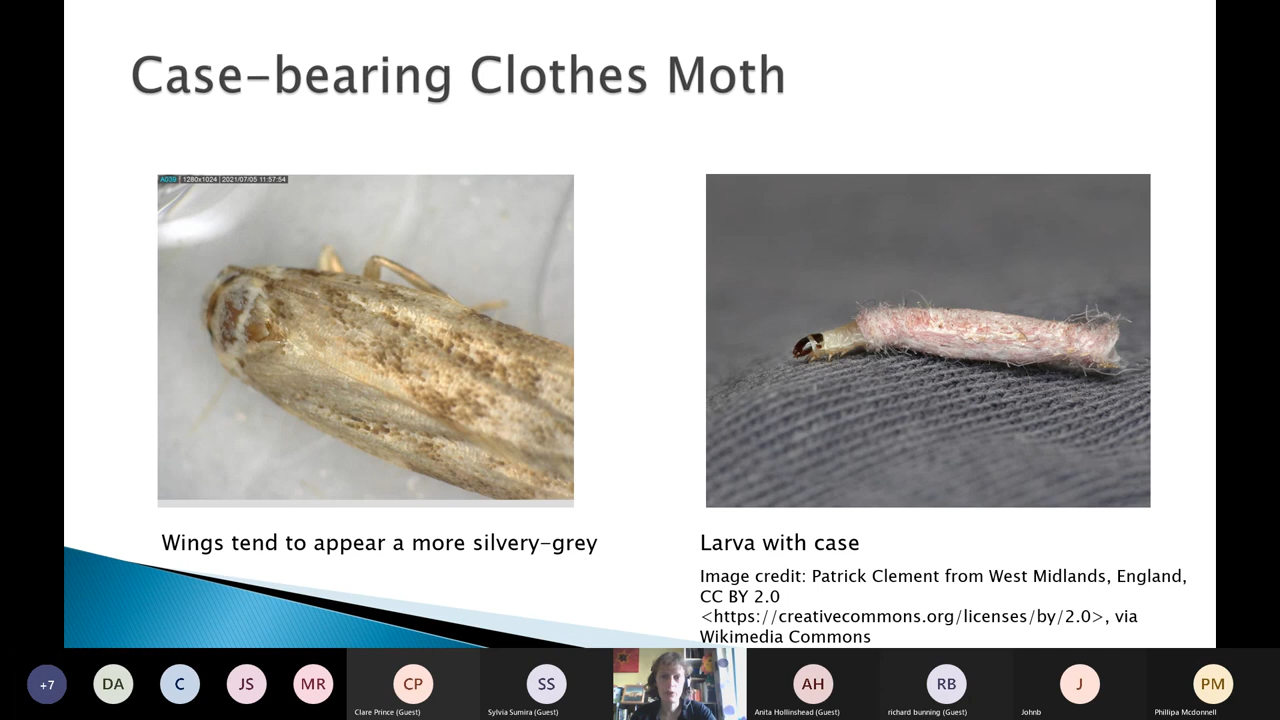 Case-bearing Clothes Moth
A039 1280x1024 2021/07/05 11:57:54
Wings tend to appear a more silvery-grey
Larva with case
Image credit: Patrick Clement from West Midlands, England,
CC BY 2.0
<https://creativecommons.org/licenses/by/2.0>, via
Wikimedia Commons
+7
DA
C
JS
MR
CP
SS
AH
RB
J
PM
Clare Prince (Guest)
Sylvia Sumira (Guest)
Anita Hollinshead (Guest)
richard bunning (Guest)
Johnb
Phillipa Mcdonnell